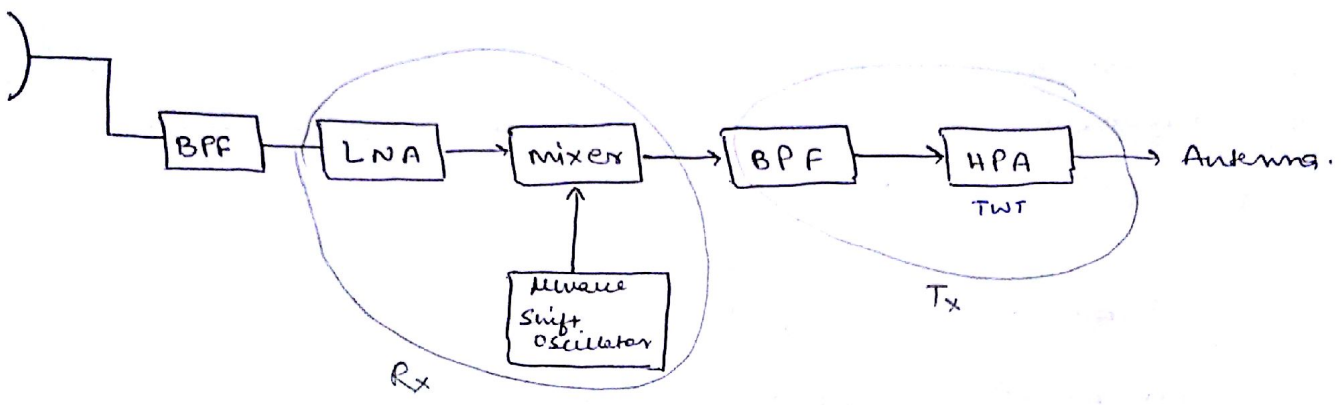 BPF
LNA
mixer
BPF
HPA
Antenna.
TWT
Shift
oscillator
Rx
Tx